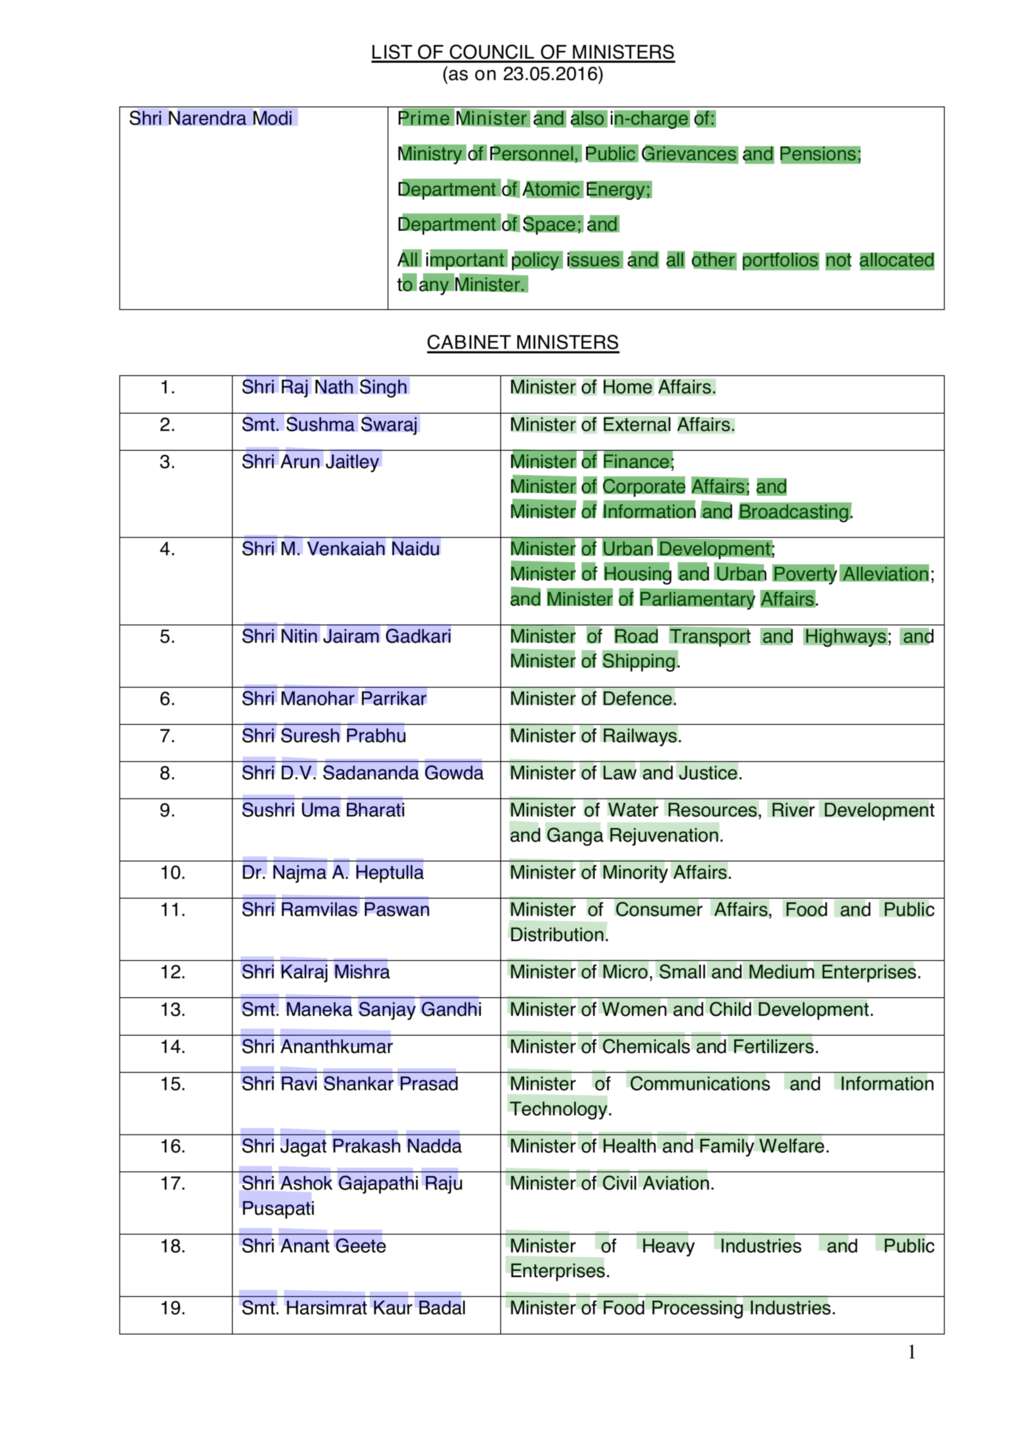 LIST OF COUNCIL OF MINISTERS
(as on 23.05.2016)
Shri Narendra Modi
Prime Minister and also in-charge of:
Ministry of Personnel, Public Grievances and Pensions;
Department of Atomic Energy;
Department of Space; and
All important policy issues and all other portfolios not allocated
to any Minister.
CABINET MINISTERS
1. Shri Raj Nath Singh Minister of Home Affairs.
2. Smt. Sushma Swaraj Minister of External Affairs.
3. Shri Arun Jaitley Minister of Finance;
Minister of Corporate Affairs; and
Minister of Information and Broadcasting.
4. Shri M. Venkaiah Naidu Minister of Urban Development;
Minister of Housing and Urban Poverty Alleviation;
and Minister of Parliamentary Affairs.
5. Shri Nitin Jairam Gadkari Minister of Road Transport and Highways; and
Minister of Shipping.
6. Shri Manohar Parrikar Minister of Defence.
7. Shri Suresh Prabhu Minister of Railways.
8. Shri D.V. Sadananda Gowda Minister of Law and Justice.
9. Sushri Uma Bharati Minister of Water Resources, River Development
and Ganga Rejuvenation.
10. Dr. Najma A. Heptulla Minister of Minority Affairs.
11. Shri Ramvilas Paswan Minister of Consumer Affairs, Food and Public
Distribution.
12. Shri Kalraj Mishra Minister of Micro, Small and Medium Enterprises.
13. Smt. Maneka Sanjay Gandhi Minister of Women and Child Development.
14. Shri Ananthkumar Minister of Chemicals and Fertilizers.
15. Shri Ravi Shankar Prasad Minister of Communications and Information
Technology.
16. Shri Jagat Prakash Nadda Minister of Health and Family Welfare.
17. Shri Ashok Gajapathi Raju Minister of Civil Aviation.
Pusapati
18. Shri Anant Geete Minister of Heavy Industries and Public
Enterprises.
19. Smt. Harsimrat Kaur Badal Minister of Food Processing Industries.
1